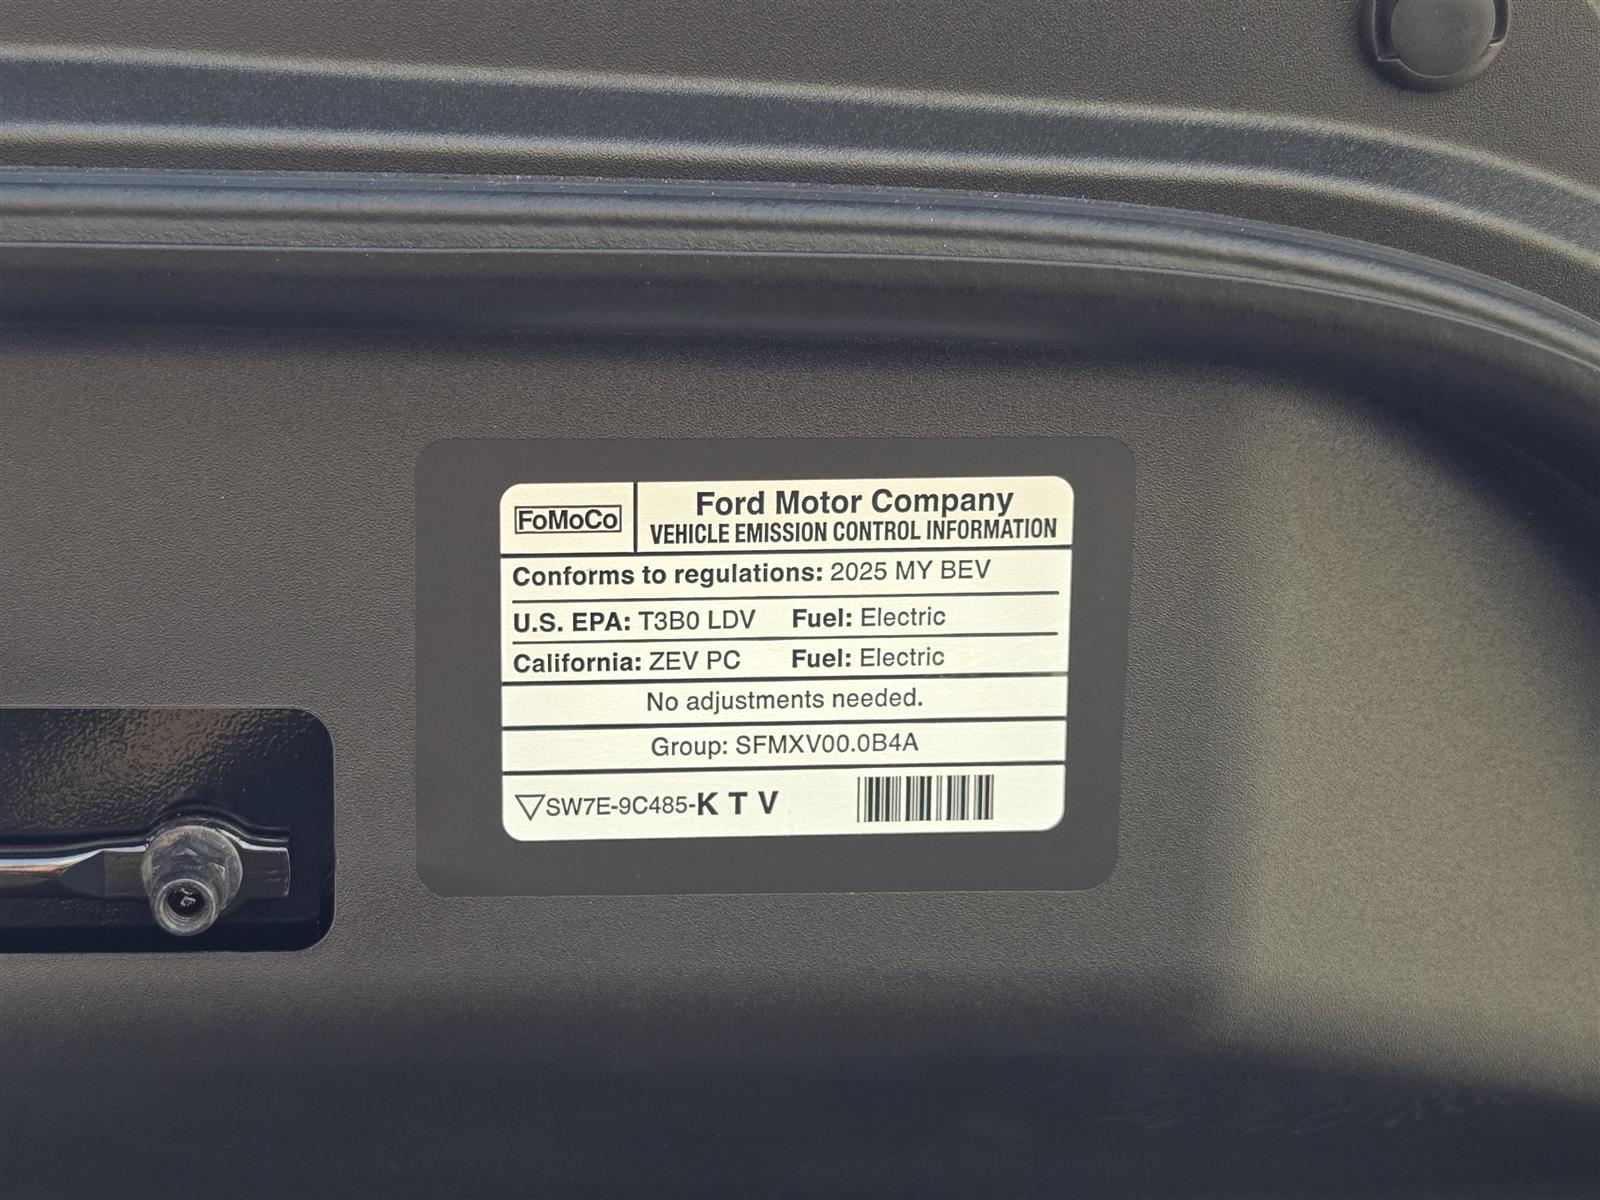 FoMoCo
Ford Motor Company
VEHICLE EMISSION CONTROL INFORMATION
Conforms to regulations: 2025 MY BEV
U.S. EPA: T3B0 LDV Fuel: Electric
California: ZEV PC Fuel: Electric
No adjustments needed.
Group: SFMXV00.0B4A
SW7E-9C485-K T V